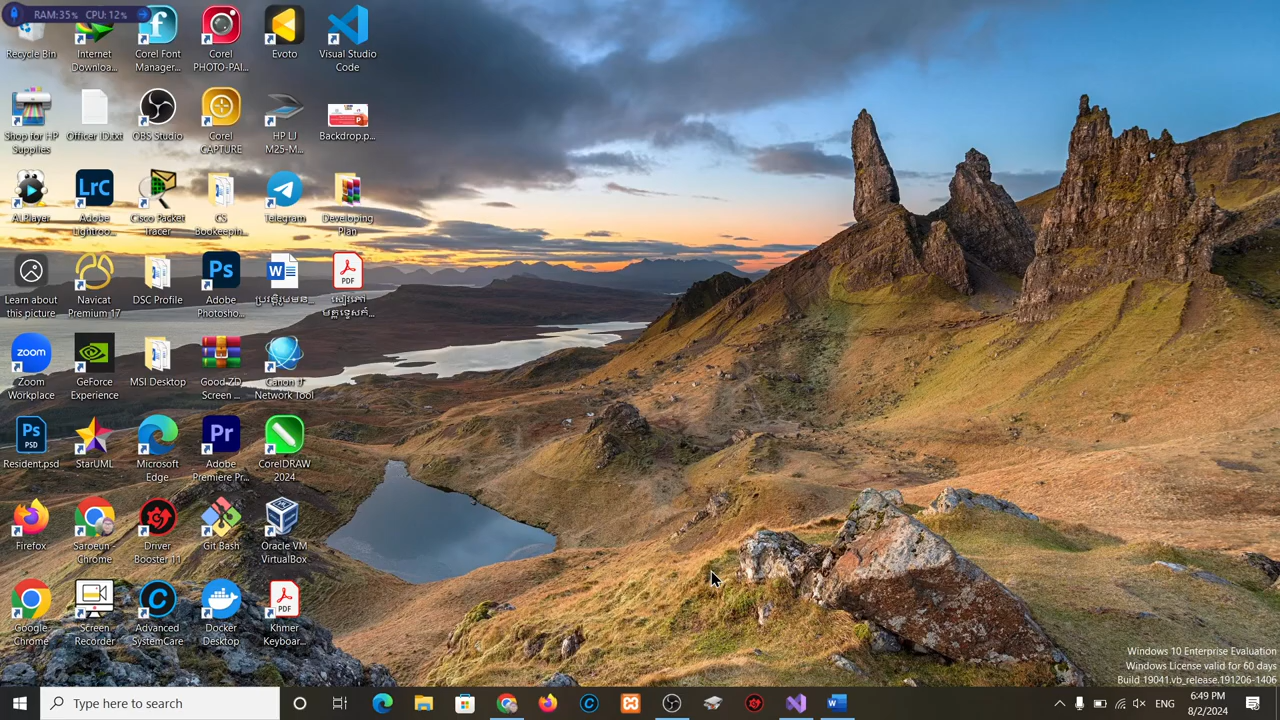 RAM:35% CPU:12%
Recycle Bin
Internet
Downloa...
Corel Font
Manager...
Corel
PHOTO-PAI...
Evoto
Visual Studio
Code
Shop for HP
Supplies
Officer ID.txt
OBS Studio
Corel
CAPTURE
HP LJ
M25-M...
Backdrop.p...
AI Player
Adobe
Lightroo...
Cisco Packet
Tracer
CS
Bookeepin...
Telegram
Developing
Plan
Learn about
this picture
Navicat
Premium 17
DSC Profile
Adobe
Photosho...
PDF
Zoom
Workplace
GeForce
Experience
MSI Desktop
Good ZD
Screen ...
Canon IJ
Network Tool
Resident.psd
StarUML
Microsoft
Edge
Adobe
Premiere Pr...
CorelDRAW
2024
Firefox
Saroeun -
Chrome
Driver
Booster 11
Git Bash
Oracle VM
VirtualBox
Google
Chrome
Screen
Recorder
Advanced
SystemCare
Docker
Desktop
Khmer
Keyboar...
Windows 10 Enterprise Evaluation
Windows License valid for 60 days
Build 19041.vb_release.191206-1406
Type here to search
ENG
6:49 PM
8/2/2024